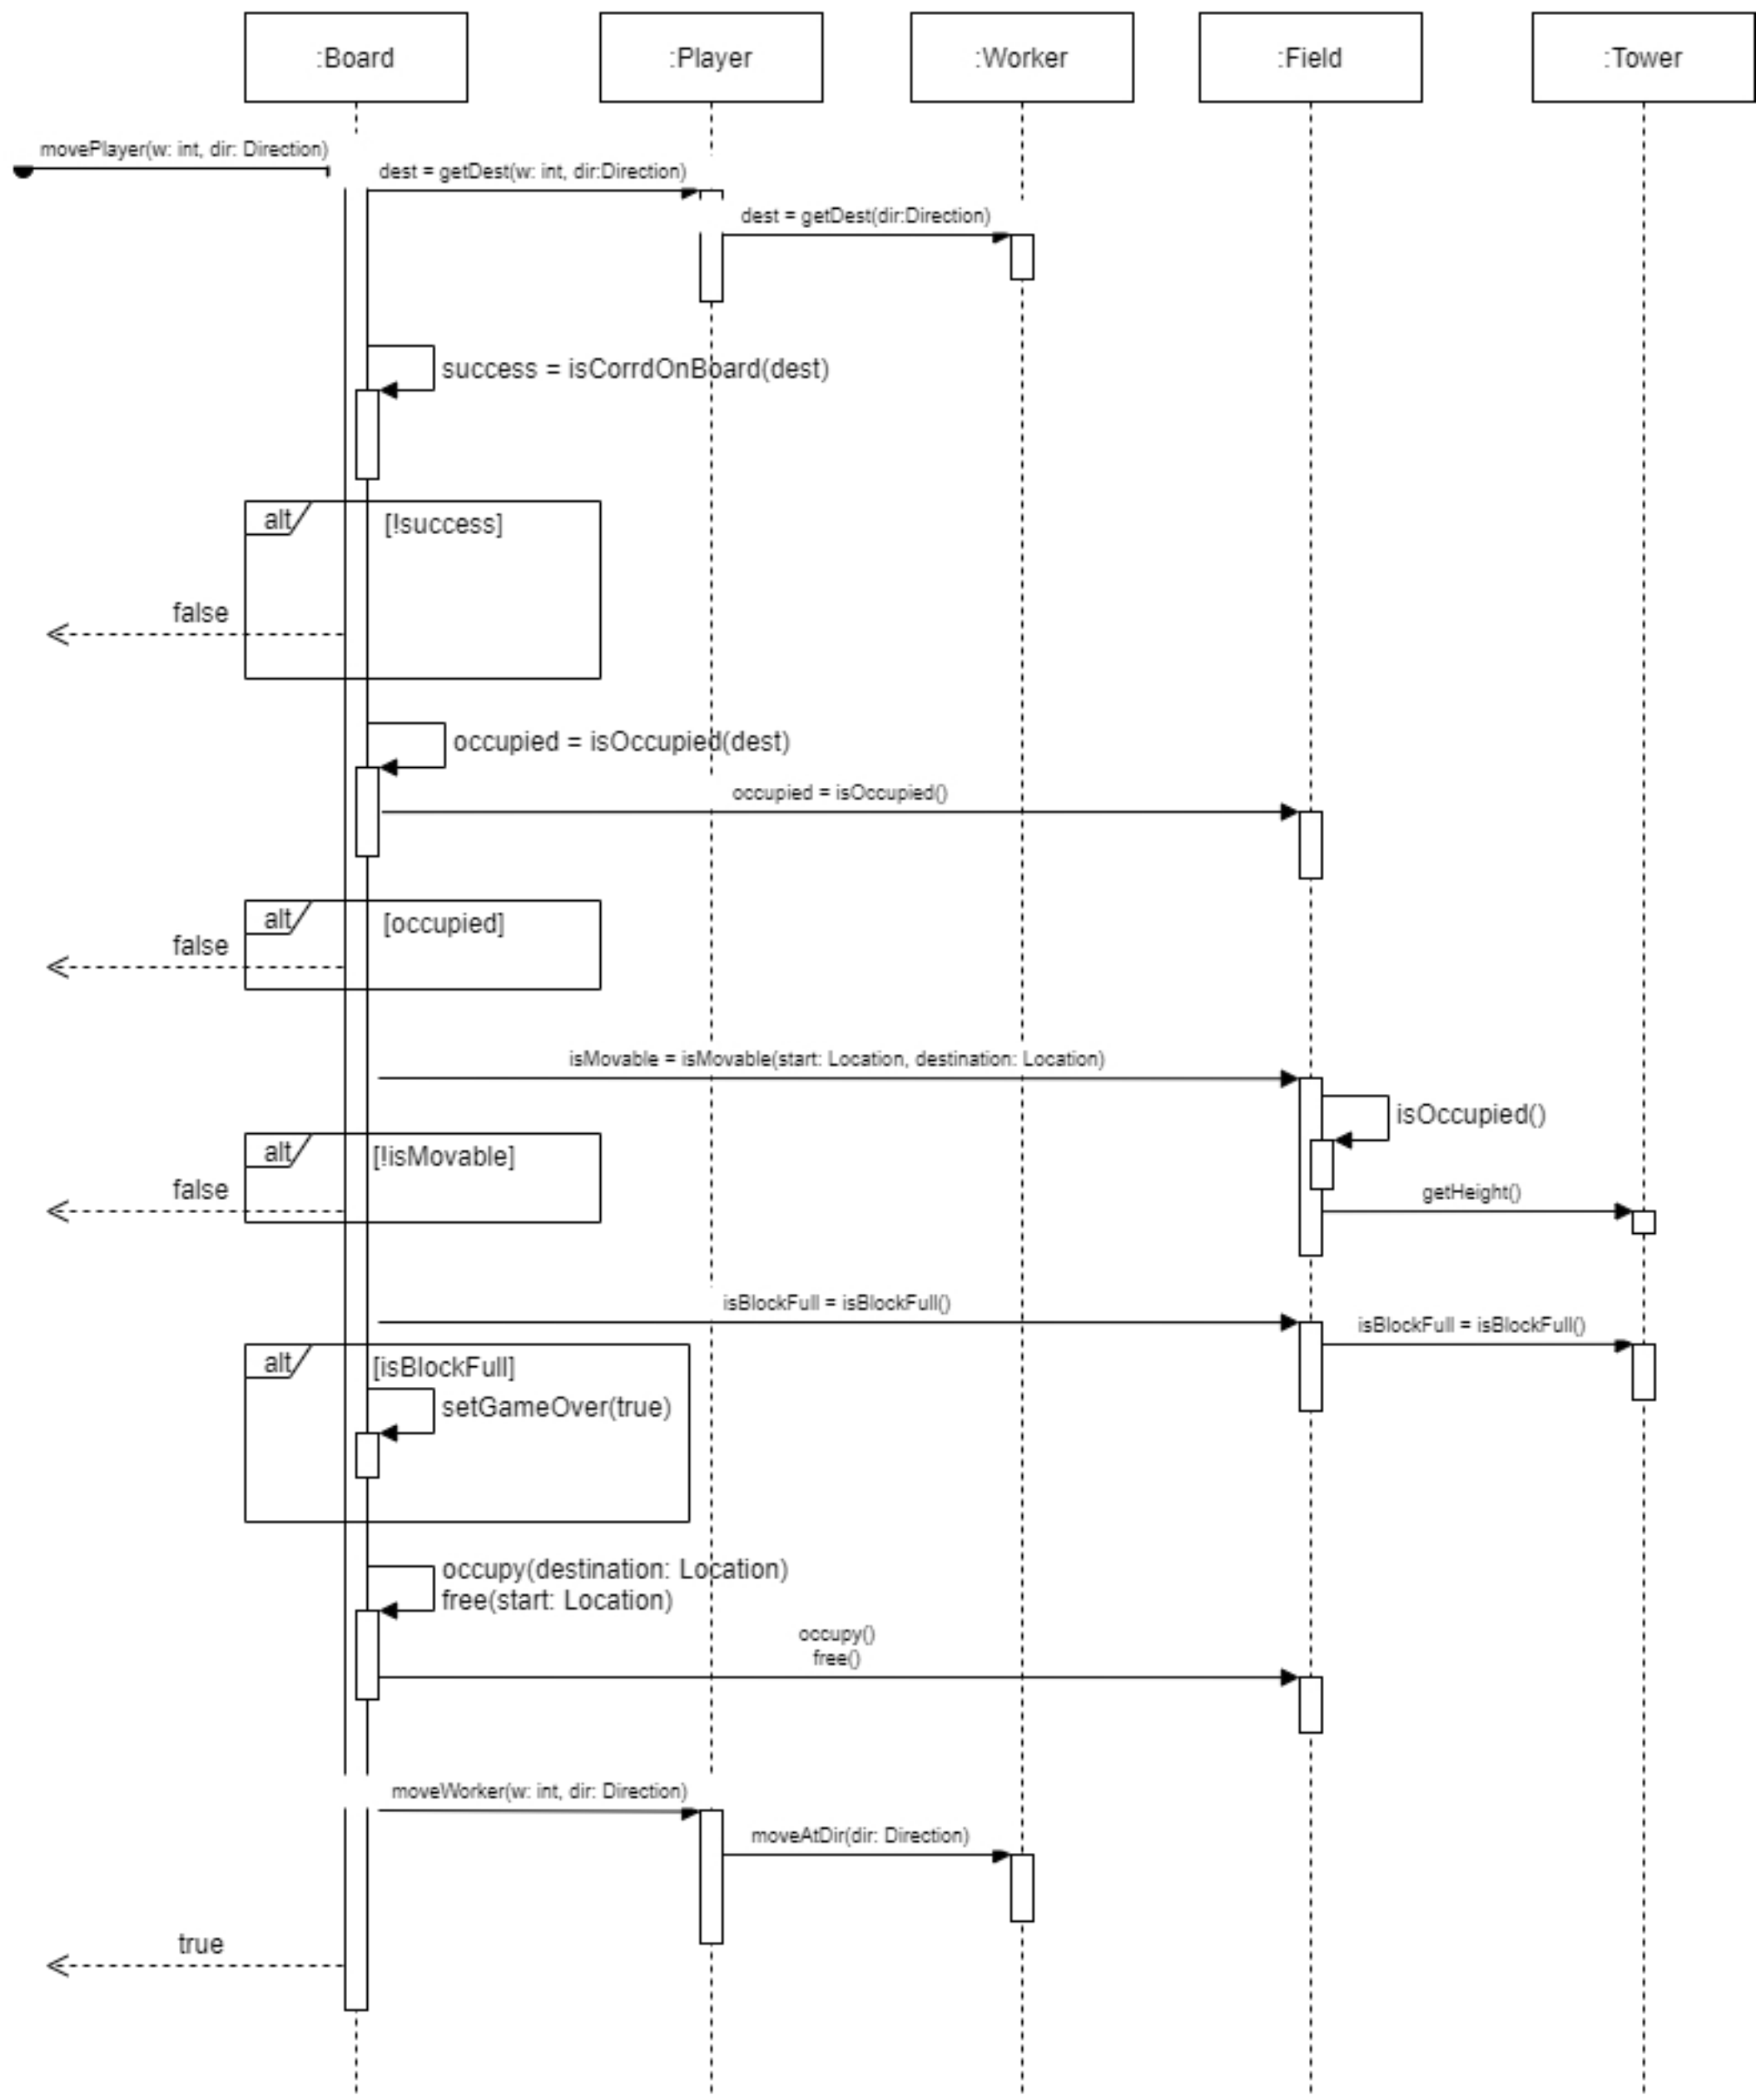 :Board
:Player
:Worker
:Field
:Tower
movePlayer(w: int, dir: Direction)
dest = getDest(w: int, dir:Direction)
dest = getDest(dir:Direction)
success = isCorrdOnBoard(dest)
alt
[!success]
false
occupied = isOccupied(dest)
occupied = isOccupied()
alt
[occupied]
false
isMovable = isMovable(start: Location, destination: Location)
isOccupied()
alt
[!isMovable]
false
getHeight()
isBlockFull = isBlockFull()
isBlockFull = isBlockFull()
alt
[isBlockFull]
setGameOver(true)
occupy(destination: Location)
free(start: Location)
occupy()
free()
moveWorker(w: int, dir: Direction)
moveAtDir(dir: Direction)
true